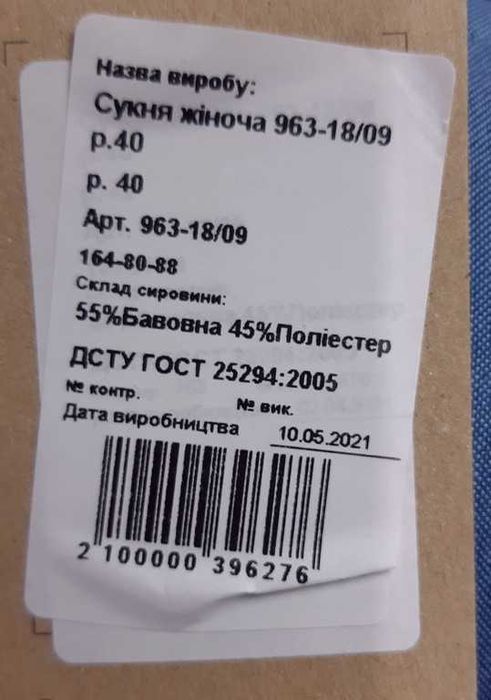 Назва виробу:
Сукня жіноча 963-18/09
р.40
р. 40
Арт. 963-18/09
164-80-88
Склад сировини:
55%Бавовна 45%Поліестер
ДСТУ ГОСТ 25294:2005
№ контр. № вик.
Дата виробництва 10.05.2021
2 100000 396276